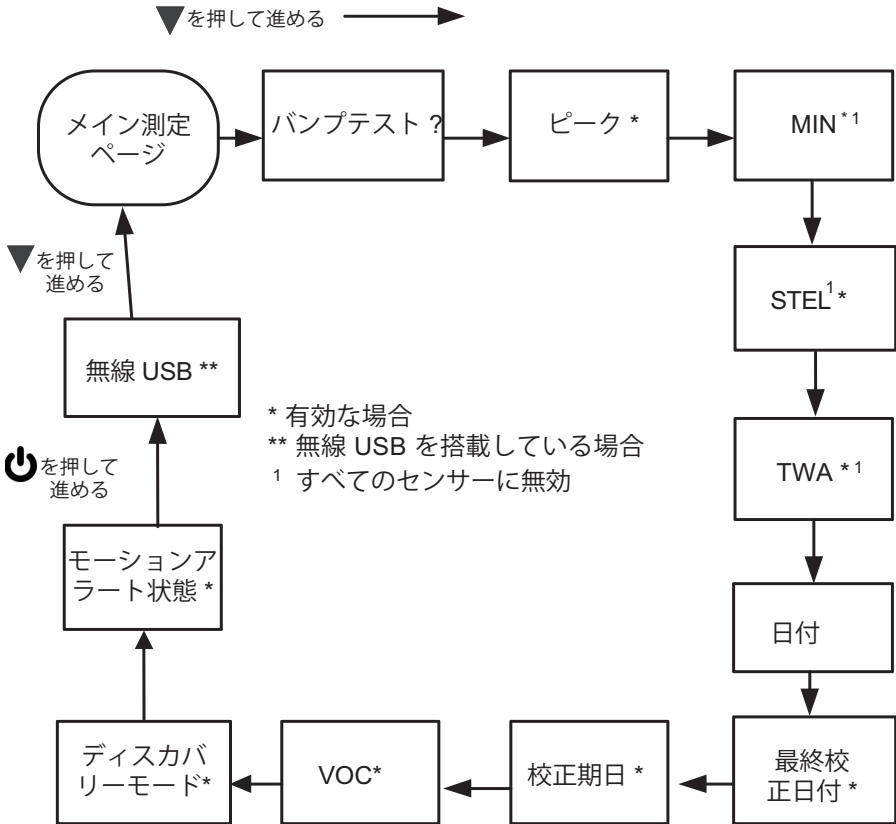 ▼を押して進める
メイン測定
ページ
バンプテスト ?
ピーク *
MIN * 1
STEL 1 *
TWA * 1
日付
最終校
正日付 *
校正期日 *
VOC*
ディスカバ
リーモード*
モーションア
ラート状態 *
を押して
進める
無線 USB **
▼を押して
進める
* 有効な場合
** 無線 USB を搭載している場合
1 すべてのセンサーに無効